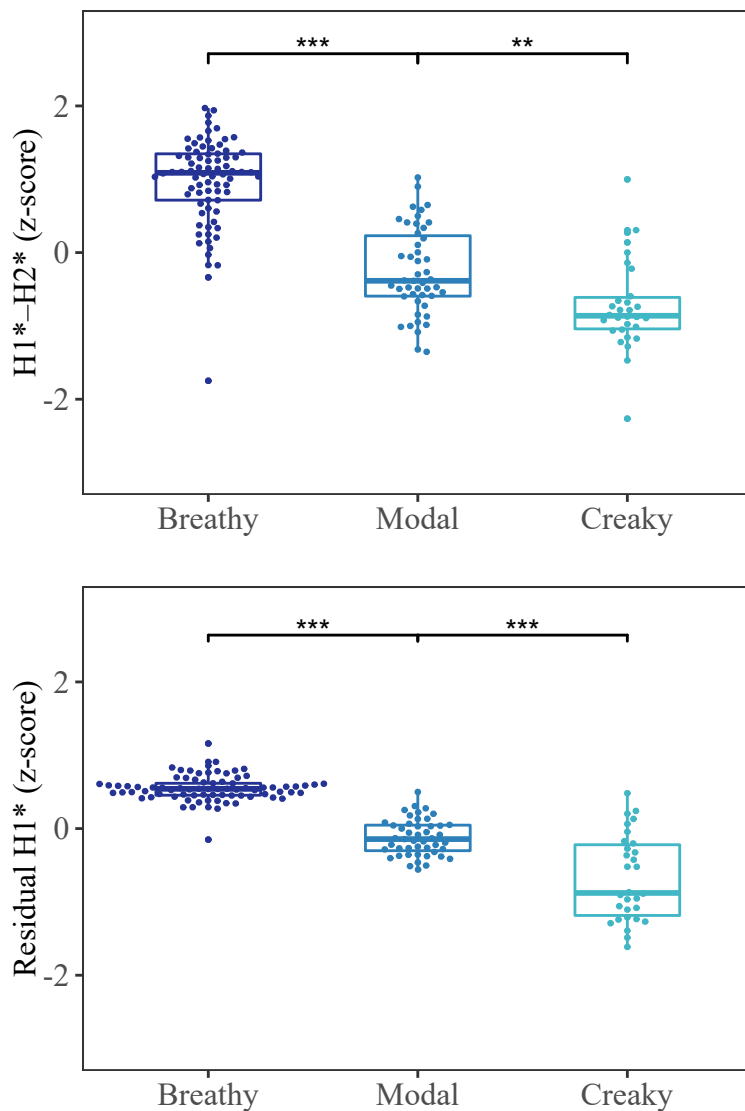 *** **
2
0
-2
H1*–H2* (z-score)
Breathy Modal Creaky
*** ***
2
0
-2
Residual H1* (z-score)
Breathy Modal Creaky